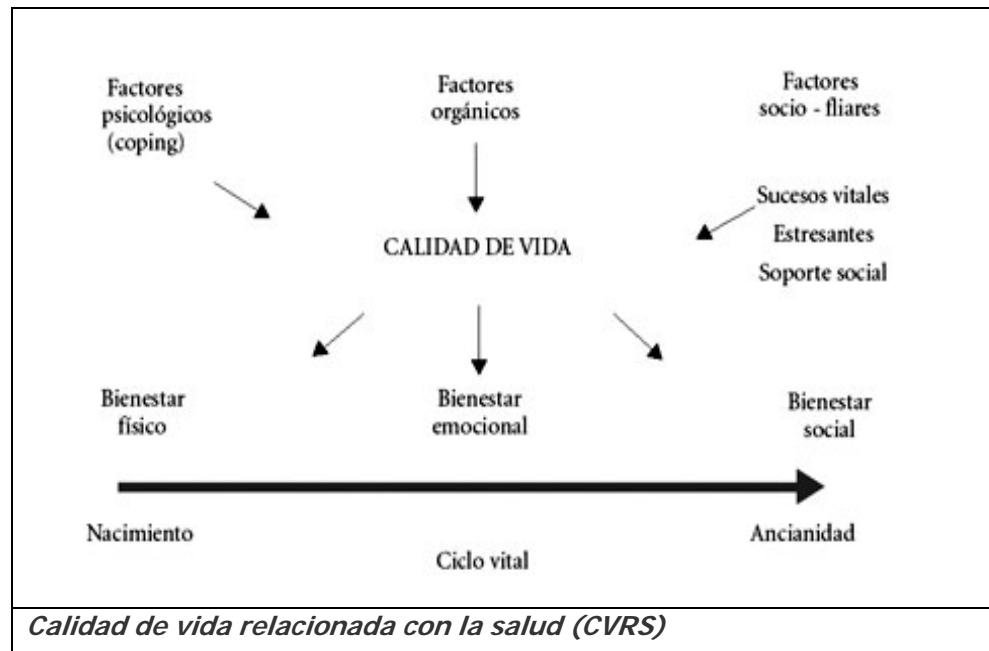 Factores
psicológicos
(coping)
Factores
orgánicos
Factores
socio - fliares
Sucesos vitales
Estresantes
Soporte social
CALIDAD DE VIDA
Bienestar
físico
Bienestar
emocional
Bienestar
social
Nacimiento
Ciclo vital
Ancianidad
Calidad de vida relacionada con la salud (CVRS)